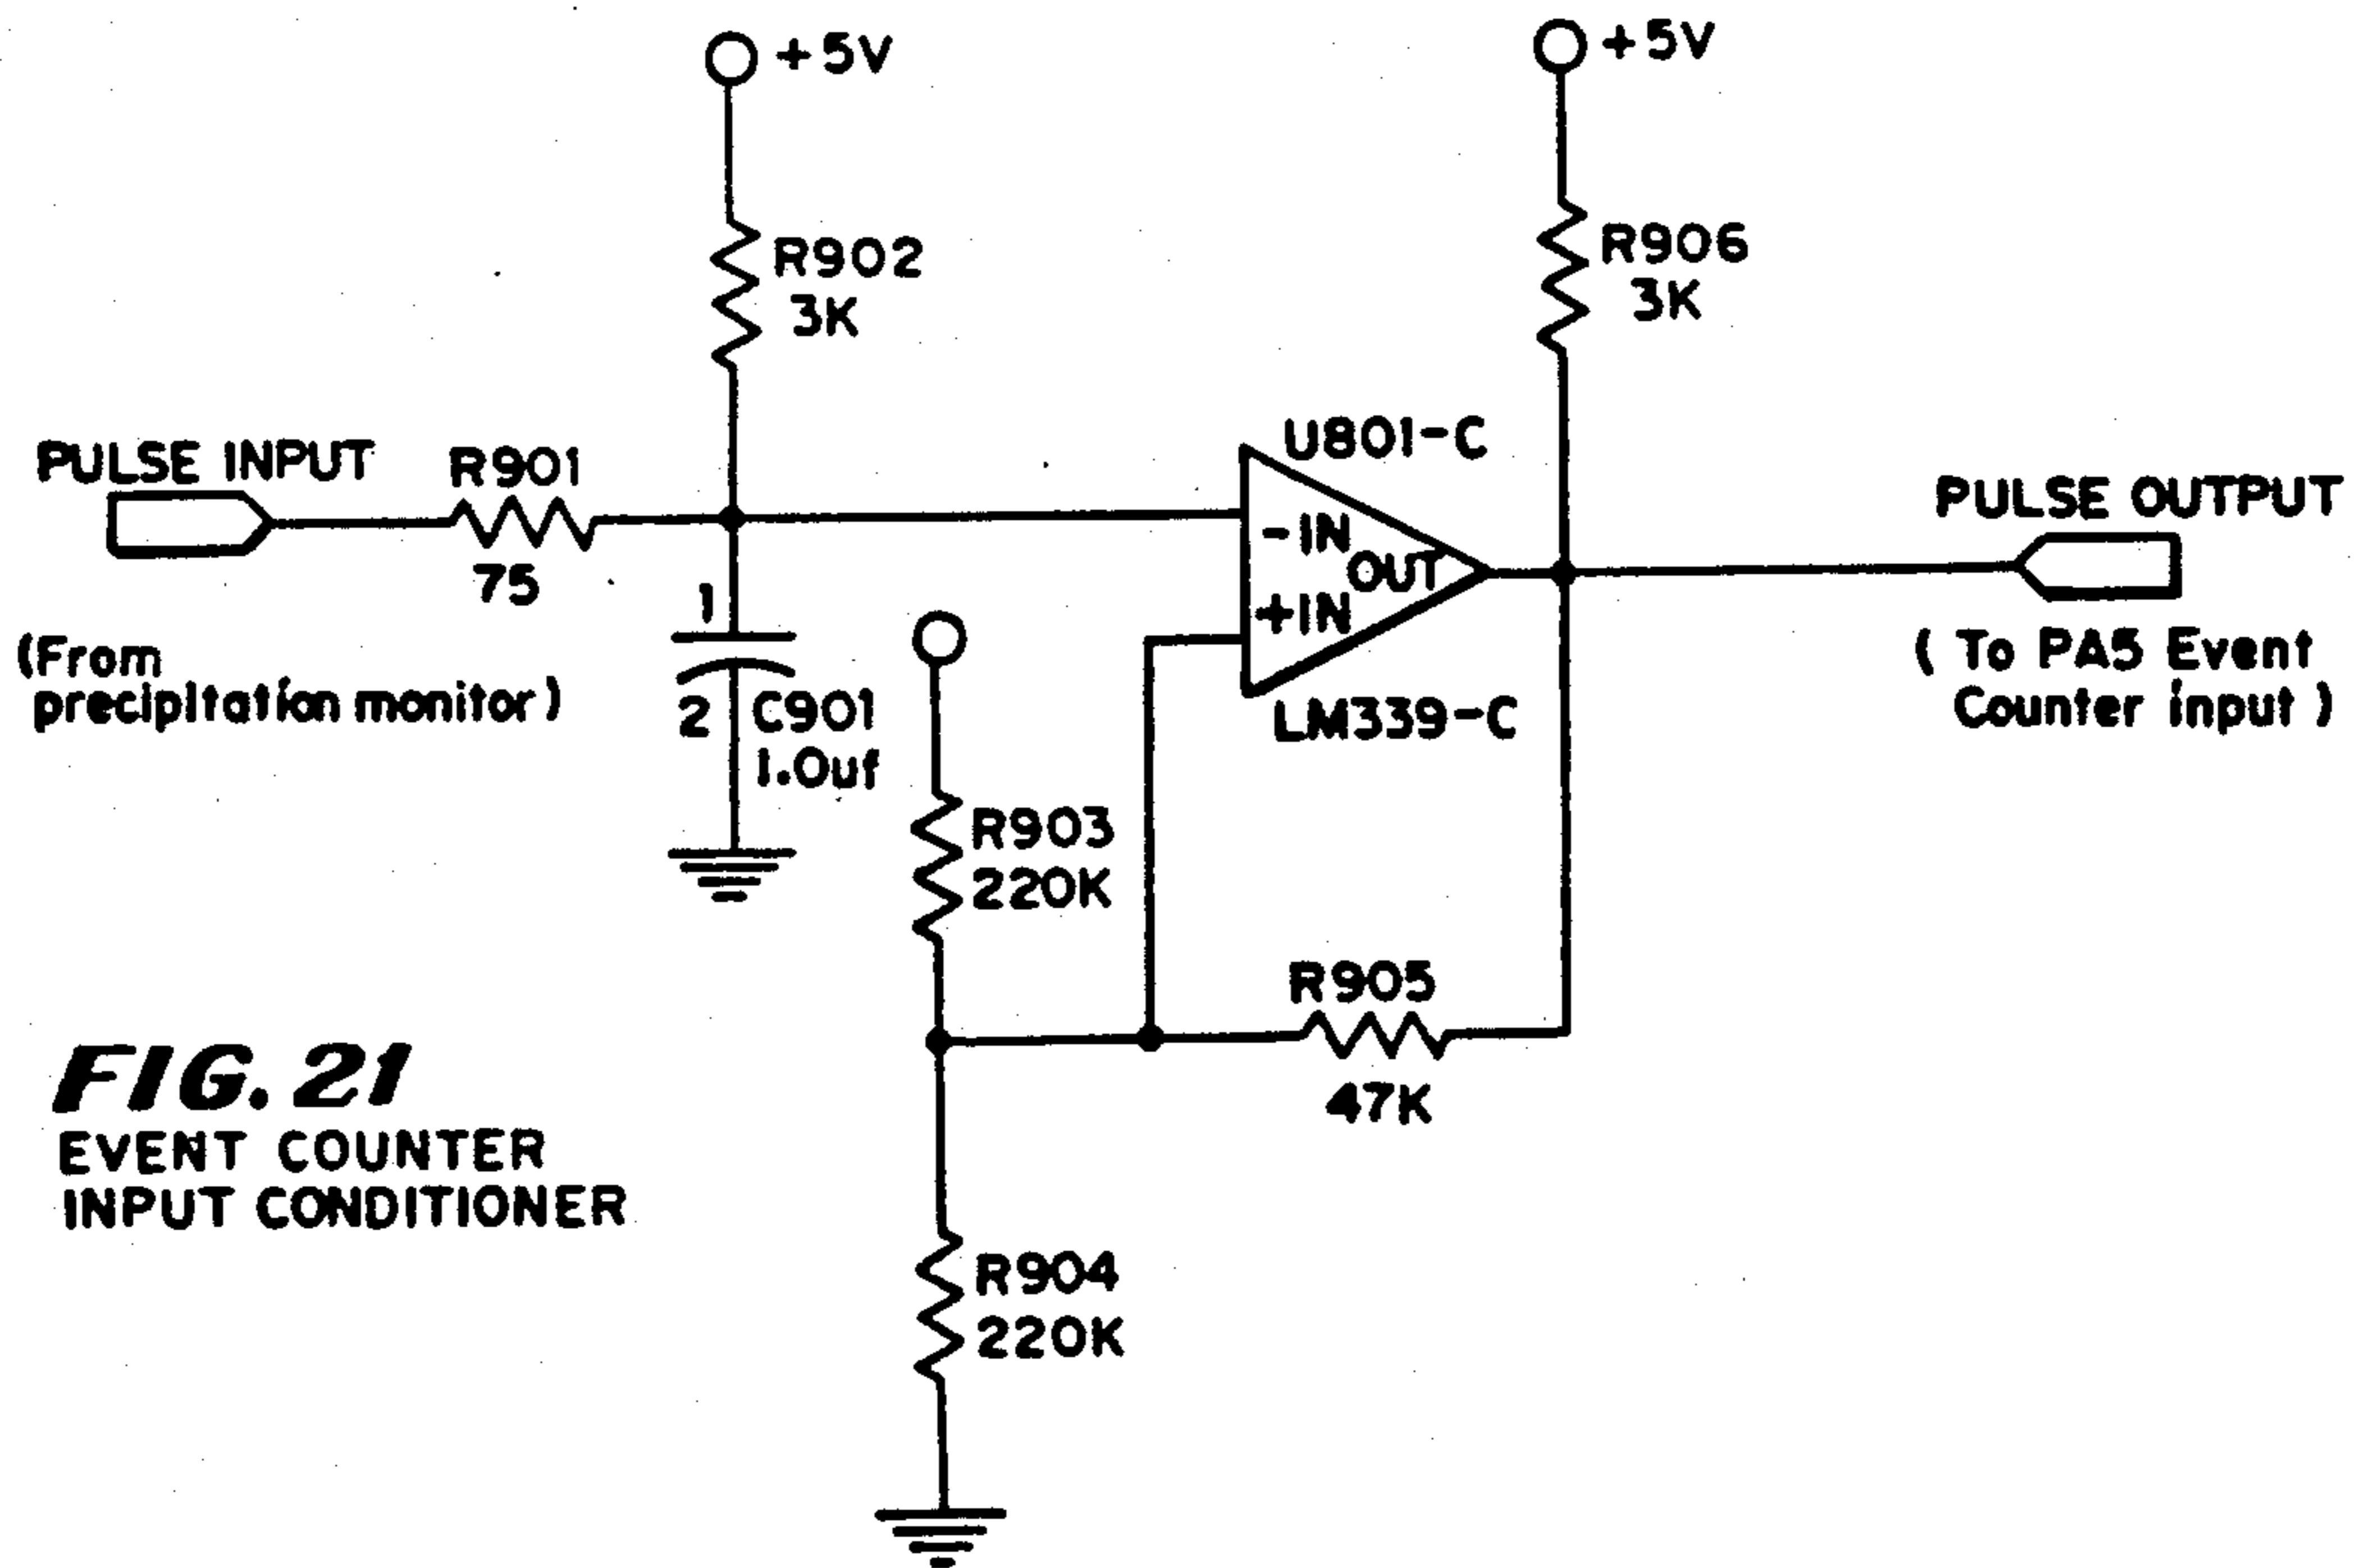 +5V
+5V
R902
3K
R906
3K
PULSE INPUT
R901
75
(From
precipitation monitor)
1
2
C901
1.0uf
U801-C
-IN
OUT
+IN
LM339-C
PULSE OUTPUT
( To PA5 Event
Counter input )
R903
220K
R905
47K
R904
220K
FIG. 21
EVENT COUNTER
INPUT CONDITIONER